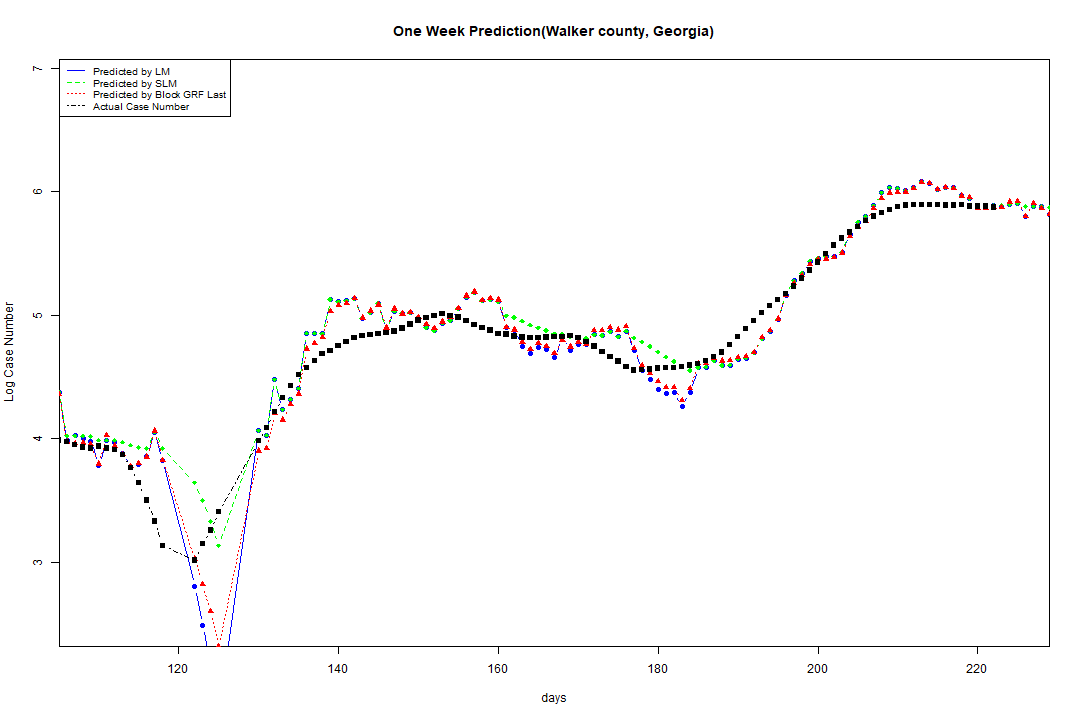 One Week Prediction(Walker county, Georgia)
Predicted by LM
Predicted by SLM
Predicted by Block GRF Last
Actual Case Number
7
6
5
4
3
Log Case Number
120 140 160 180 200 220
days